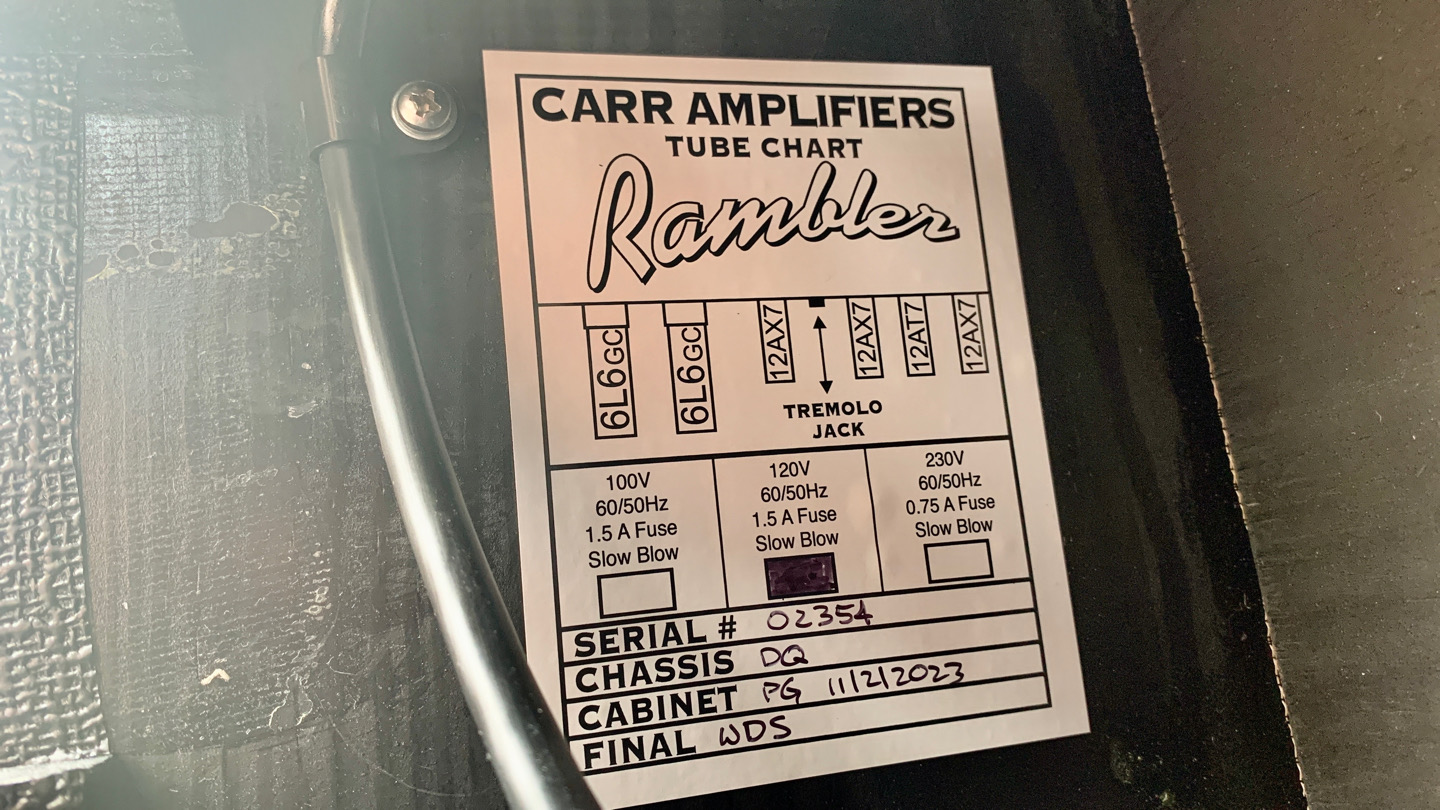 CARR AMPLIFIERS
TUBE CHART
Rambler
6L6GC 6L6GC 12AX7 12AX7 12AT7 12AX7
TREMOLO
JACK
100V
60/50Hz
1.5 A Fuse
Slow Blow
120V
60/50Hz
1.5 A Fuse
Slow Blow
230V
60/50Hz
0.75 A Fuse
Slow Blow
SERIAL # 02354
CHASSIS DQ
CABINET PG 11/2/2023
FINAL WDS